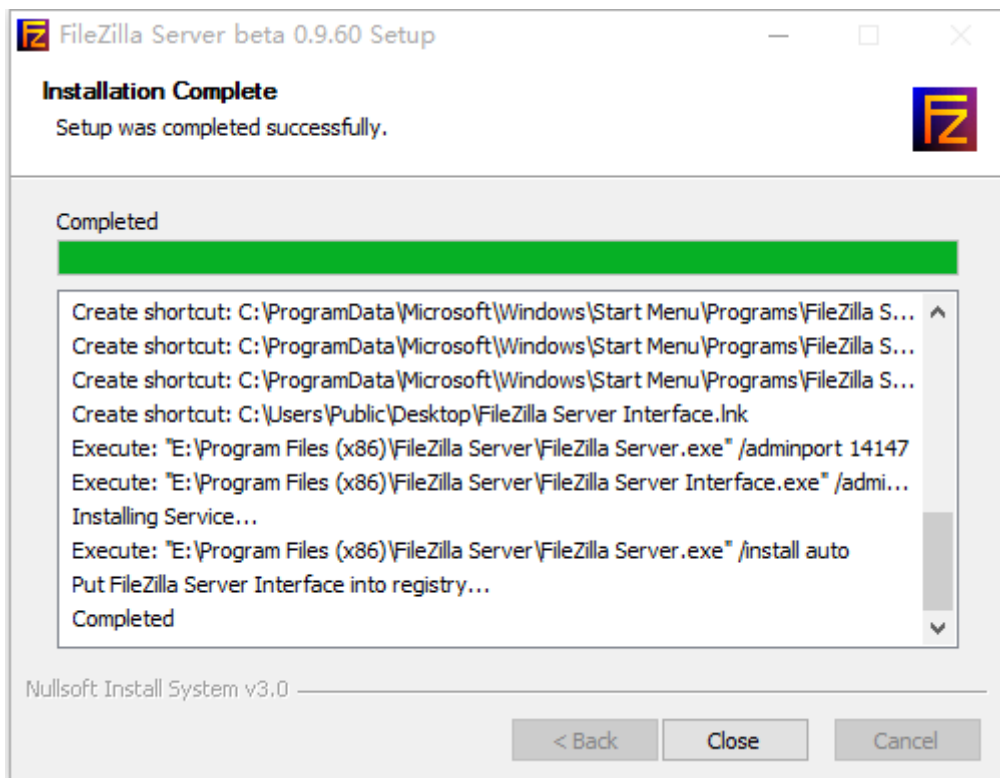 FileZilla Server beta 0.9.60 Setup
Installation Complete
Setup was completed successfully.
Completed
Create shortcut: C:\ProgramData\Microsoft\Windows\Start Menu\Programs\FileZilla S...
Create shortcut: C:\ProgramData\Microsoft\Windows\Start Menu\Programs\FileZilla S...
Create shortcut: C:\ProgramData\Microsoft\Windows\Start Menu\Programs\FileZilla S...
Create shortcut: C:\Users\Public\Desktop\FileZilla Server Interface.lnk
Execute: "E:\Program Files (x86)\FileZilla Server\FileZilla Server.exe" /adminport 14147
Execute: "E:\Program Files (x86)\FileZilla Server\FileZilla Server Interface.exe" /admi...
Installing Service...
Execute: "E:\Program Files (x86)\FileZilla Server\FileZilla Server.exe" /install auto
Put FileZilla Server Interface into registry...
Completed
Nullsoft Install System v3.0
< Back Close Cancel